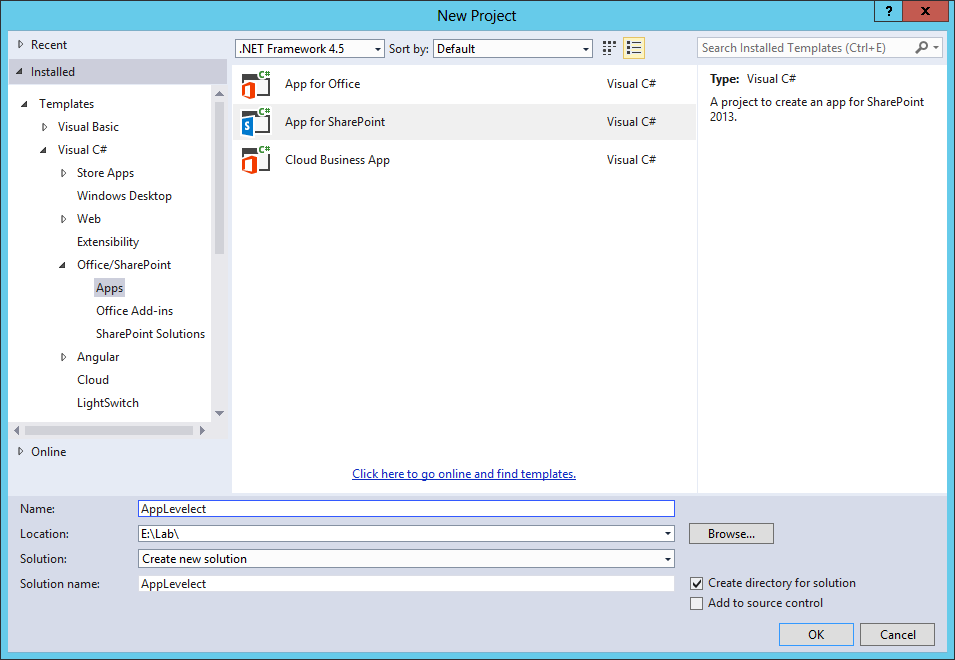 New Project
?
x
Recent
Installed
Templates
Visual Basic
Visual C#
Store Apps
Windows Desktop
Web
Extensibility
Office/SharePoint
Apps
Office Add-ins
SharePoint Solutions
Angular
Cloud
LightSwitch
Online
.NET Framework 4.5
Sort by: Default
C# App for Office Visual C#
C# S App for SharePoint Visual C#
C# Cloud Business App Visual C#
Click here to go online and find templates.
Search Installed Templates (Ctrl+E)
Type: Visual C#
A project to create an app for SharePoint
2013.
Name: AppLevelect
Location: E:\Lab\ Browse...
Solution: Create new solution
Solution name: AppLevelect
Create directory for solution
Add to source control
OK Cancel